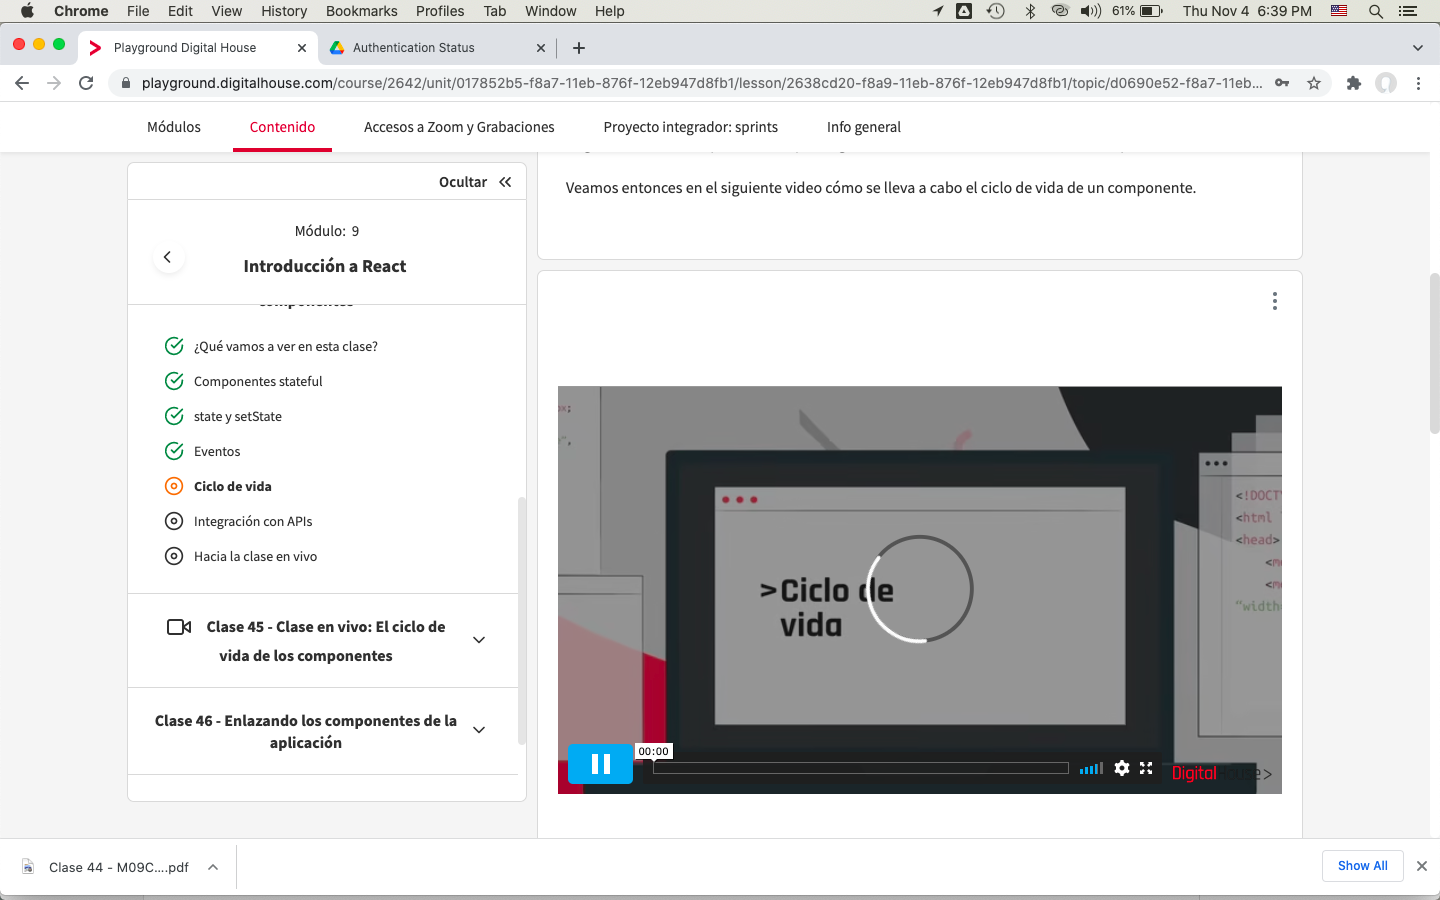 Chrome File Edit View History Bookmarks Profiles Tab Window Help 61% Thu Nov 4 6:39 PM
Playground Digital House
Authentication Status
playground.digitalhouse.com/course/2642/unit/017852b5-f8a7-11eb-876f-12eb947d8fb1/lesson/2638cd20-f8a9-11eb-876f-12eb947d8fb1/topic/d0690e52-f8a7-11eb...
Módulos Contenido Accesos a Zoom y Grabaciones Proyecto integrador: sprints Info general
Ocultar
Módulo: 9
Introducción a React
componentes
¿Qué vamos a ver en esta clase?
Componentes stateful
state y setState
Eventos
Ciclo de vida
Integración con APIs
Hacia la clase en vivo
Clase 45 - Clase en vivo: El ciclo de
vida de los componentes
Clase 46 - Enlazando los componentes de la
aplicación
Veamos entonces en el siguiente video cómo se lleva a cabo el ciclo de vida de un componente.
>Ciclo de
vida
<!DOCT
<html
<head>
<m
<m
"width
00:00
DigitalHouse>
Clase 44 - M09C....pdf
Show All